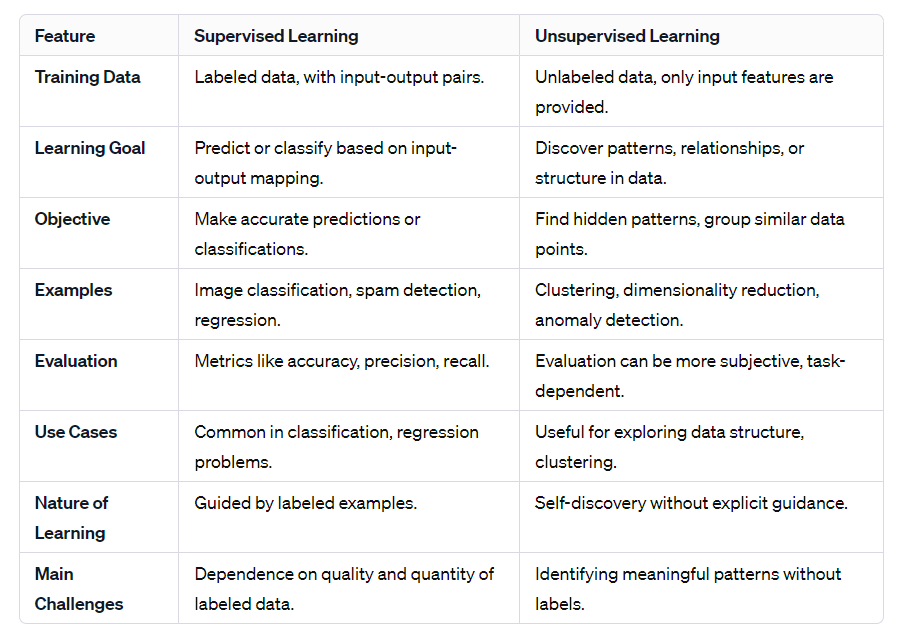 Feature Supervised Learning Unsupervised Learning
Training Data Labeled data, with input-output pairs. Unlabeled data, only input features are
provided.
Learning Goal Predict or classify based on input- Discover patterns, relationships, or
output mapping. structure in data.
Objective Make accurate predictions or Find hidden patterns, group similar data
classifications. points.
Examples Image classification, spam detection, Clustering, dimensionality reduction,
regression. anomaly detection.
Evaluation Metrics like accuracy, precision, recall. Evaluation can be more subjective, task-
dependent.
Use Cases Common in classification, regression Useful for exploring data structure,
problems. clustering.
Nature of Guided by labeled examples. Self-discovery without explicit guidance.
Learning
Main Dependence on quality and quantity of Identifying meaningful patterns without
Challenges labeled data. labels.